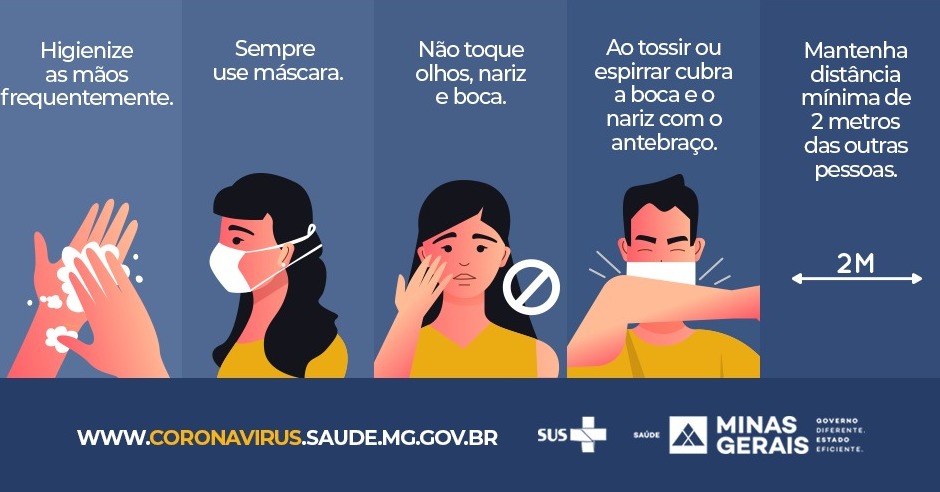 Higienize
as mãos
frequentemente.
Sempre
use máscara.
Não toque
olhos, nariz
e boca.
Ao tossir ou
espirrar cubra
a boca e o
nariz com o
antebraço.
Mantenha
distância
mínima de
2 metros
das outras
pessoas.
2M
WWW.CORONAVIRUS.SAUDE.MG.GOV.BR
SUS
SAÚDE
MINAS
GERAIS
GOVERNO
DIFERENTE.
ESTADO
EFICIENTE.